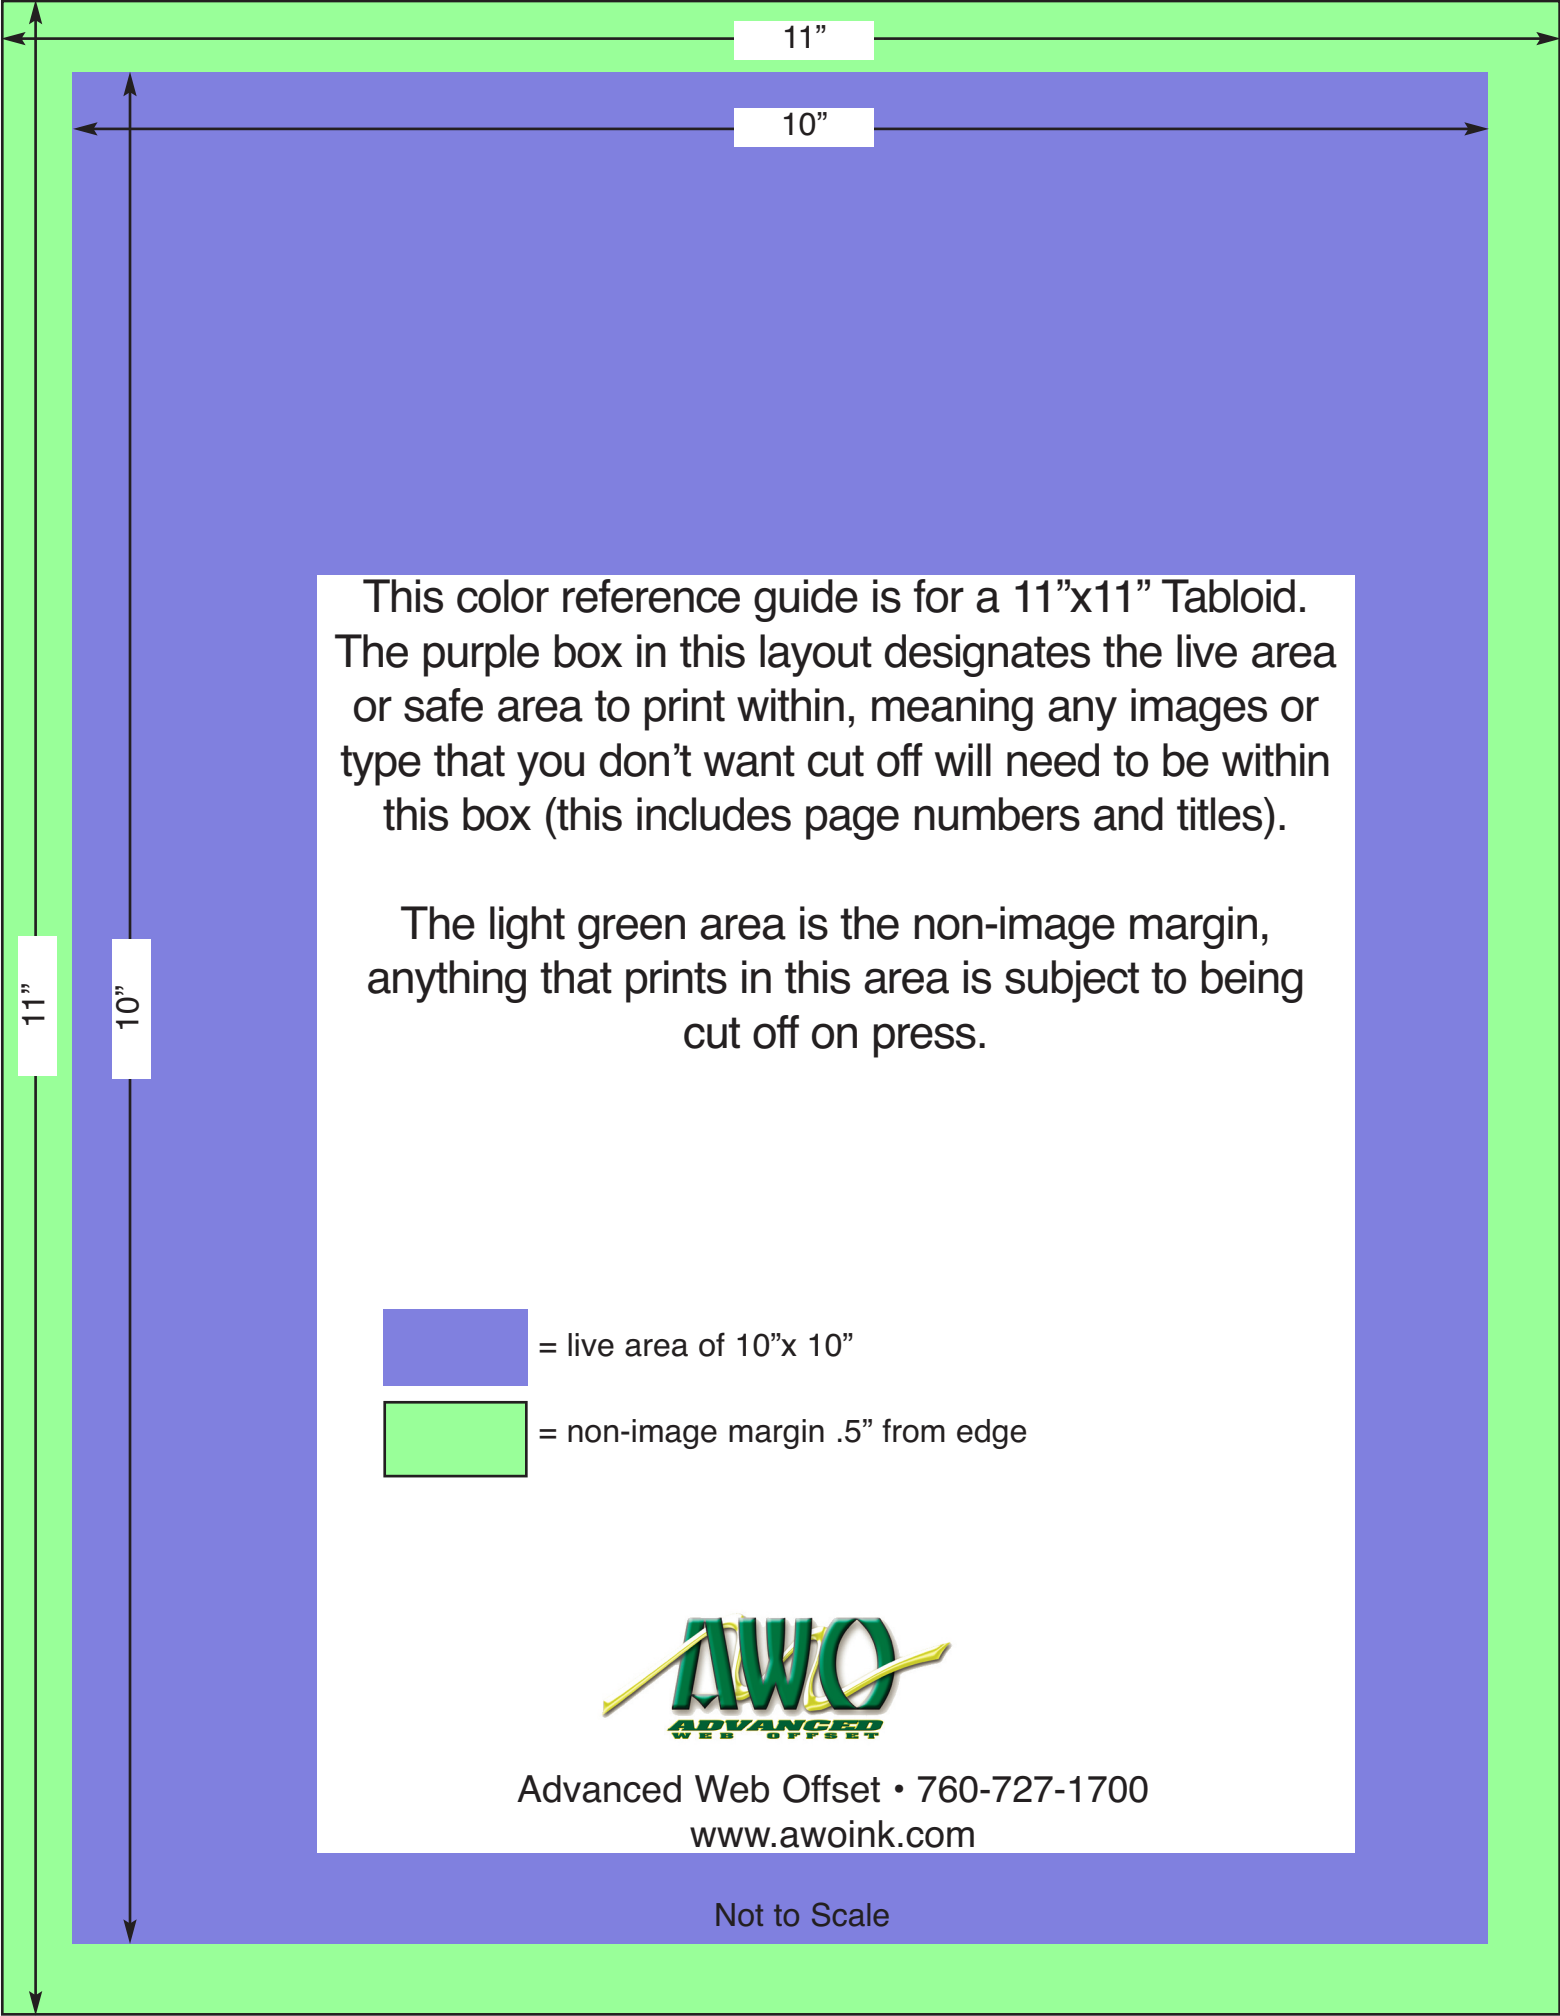 11”
10”
This color reference guide is for a 11”x11” Tabloid.
The purple box in this layout designates the live area
or safe area to print within, meaning any images or
type that you don’t want cut off will need to be within
this box (this includes page numbers and titles).
The light green area is the non-image margin,
anything that prints in this area is subject to being
cut off on press.
11”
10”
= live area of 10”x 10”
= non-image margin .5” from edge
AWO
ADVANCED
WEB OFFSET
Advanced Web Offset • 760-727-1700
www.awoink.com
Not to Scale